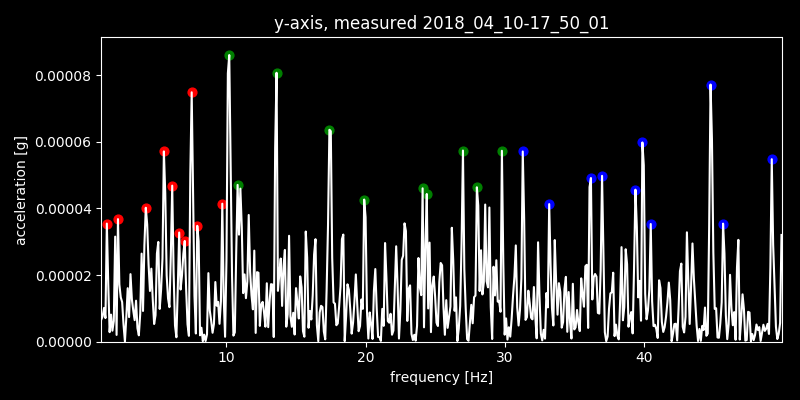 y-axis, measured 2018_04_10-17_50_01
acceleration [g]
0.00008
0.00006
0.00004
0.00002
0.00000
10 20 30 40
frequency [Hz]